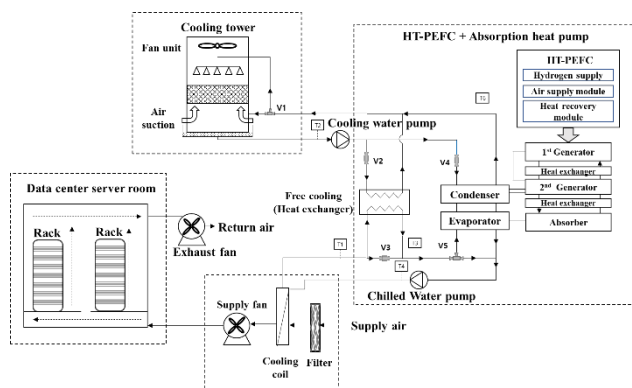 Cooling tower
Fan unit
Air
suction
V1
T2
Cooling water pump
HT-PEFC + Absorption heat pump
HT-PEFC
Hydrogen supply
Air supply module
Heat recovery
module
1st Generator
Heat exchanger
2nd Generator
Heat exchanger
Absorber
V2
V4
Free cooling
(Heat exchanger)
Condenser
Evaporator
V3
T4
V5
Chilled Water pump
Data center server room
Rack
Rack
Return air
Exhaust fan
Supply fan
Supply air
Cooling
coil
Filter